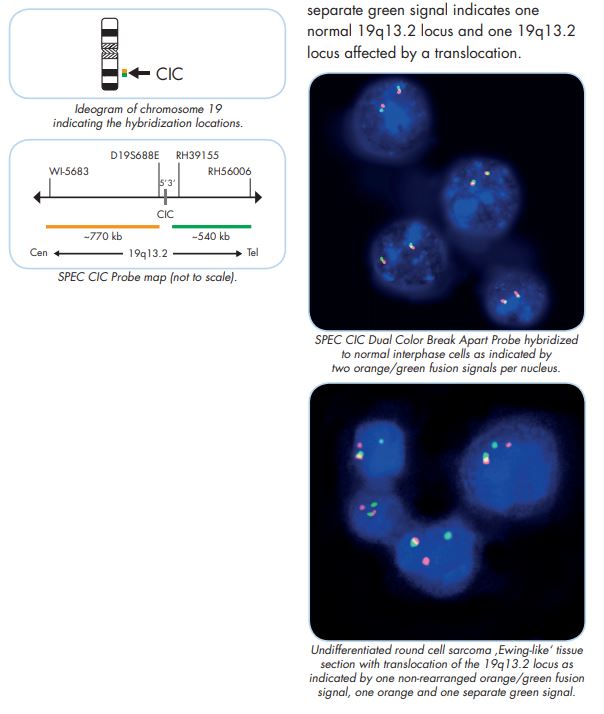 CIC
Ideogram of chromosome 19
indicating the hybridization locations.
D19S688E RH39155
WI-5683 RH56006
5' 3'
CIC
~770 kb ~540 kb
Cen 19q13.2 Tel
SPEC CIC Probe map (not to scale).
separate green signal indicates one
normal 19q13.2 locus and one 19q13.2
locus affected by a translocation.
SPEC CIC Dual Color Break Apart Probe hybridized
to normal interphase cells as indicated by
two orange/green fusion signals per nucleus.
Undifferentiated round cell sarcoma ‚Ewing-like‘ tissue
section with translocation of the 19q13.2 locus as
indicated by one non-rearranged orange/green fusion
signal, one orange and one separate green signal.